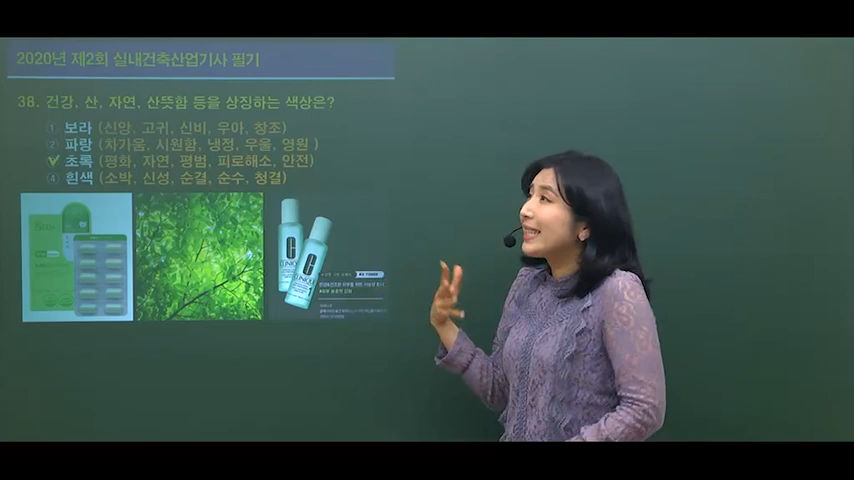 2020년 제2회 실내건축산업기사 필기
38. 건강, 산, 자연, 산뜻함 등을 상징하는 색상은?
① 보라 (신앙, 고귀, 신비, 우아, 창조)
② 파랑 (차가움, 시원함, 냉정, 우울, 영원 )
초록 (평화, 자연, 평범, 피로해소, 안전)
④ 흰색 (소박, 신성, 순결, 순수, 청결)
CLINIQUE
CLINIQUE